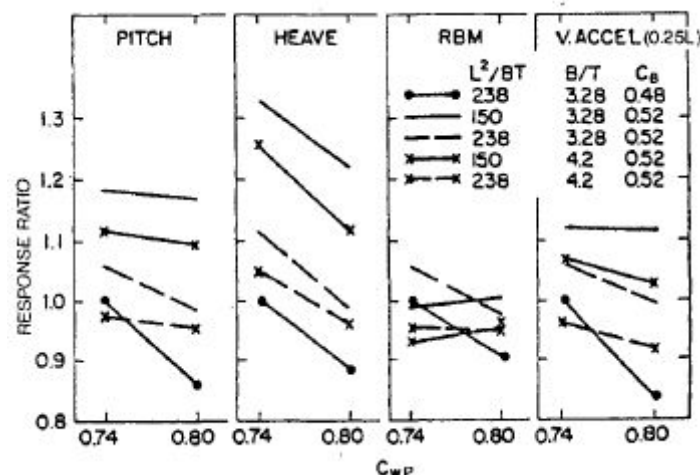 PITCH HEAVE RBM V. ACCEL (0.25L)
L²/BT B/T C_B
238 3.28 0.48
150 3.28 0.52
238 3.28 0.52
150 4.2 0.52
238 4.2 0.52
RESPONSE RATIO
1.3
1.2
1.1
1.0
0.9
0.8
0.74 0.80 0.74 0.80 0.74 0.80 0.74 0.80
C_WP